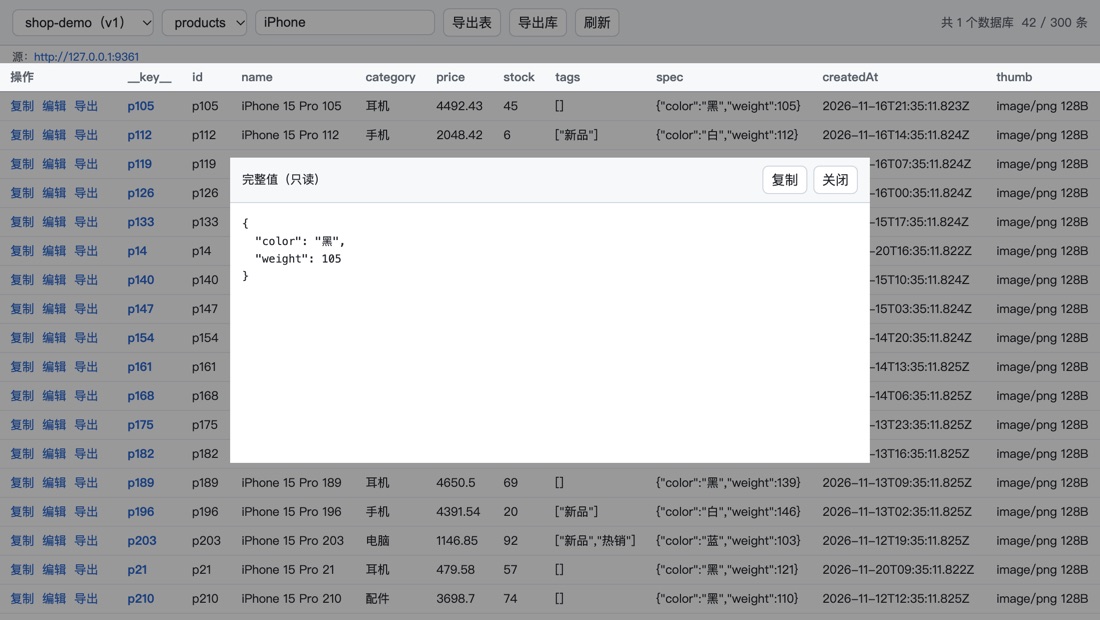 shop-demo（v1） products iPhone 导出表 导出库 刷新 共 1 个数据库 42 / 300 条
源：http://127.0.0.1:9361
操作 __key__ id name category price stock tags spec createdAt thumb
复制 编辑 导出 p105 p105 iPhone 15 Pro 105 耳机 4492.43 45 [] {"color":"黑","weight":105} 2026-11-16T21:35:11.823Z image/png 128B
复制 编辑 导出 p112 p112 iPhone 15 Pro 112 手机 2048.42 6 ["新品"] {"color":"白","weight":112} 2026-11-16T14:35:11.824Z image/png 128B
复制 编辑 导出 p119 p119 -16T07:35:11.824Z image/png 128B
复制 编辑 导出 p126 p126 -16T00:35:11.824Z image/png 128B
复制 编辑 导出 p133 p133 -15T17:35:11.824Z image/png 128B
复制 编辑 导出 p14 p14 -20T16:35:11.822Z image/png 128B
复制 编辑 导出 p140 p140 -15T10:35:11.824Z image/png 128B
复制 编辑 导出 p147 p147 -15T03:35:11.824Z image/png 128B
复制 编辑 导出 p154 p154 -14T20:35:11.824Z image/png 128B
复制 编辑 导出 p161 p161 -14T13:35:11.825Z image/png 128B
复制 编辑 导出 p168 p168 -14T06:35:11.825Z image/png 128B
复制 编辑 导出 p175 p175 -13T23:35:11.825Z image/png 128B
复制 编辑 导出 p182 p182 -13T16:35:11.825Z image/png 128B
完整值（只读） 复制 关闭
{
"color": "黑",
"weight": 105
}
复制 编辑 导出 p189 p189 iPhone 15 Pro 189 耳机 4650.5 69 [] {"color":"黑","weight":139} 2026-11-13T09:35:11.825Z image/png 128B
复制 编辑 导出 p196 p196 iPhone 15 Pro 196 手机 4391.54 20 ["新品"] {"color":"白","weight":146} 2026-11-13T02:35:11.825Z image/png 128B
复制 编辑 导出 p203 p203 iPhone 15 Pro 203 电脑 1146.85 92 ["新品","热销"] {"color":"蓝","weight":103} 2026-11-12T19:35:11.825Z image/png 128B
复制 编辑 导出 p21 p21 iPhone 15 Pro 21 耳机 479.58 57 [] {"color":"黑","weight":121} 2026-11-20T09:35:11.822Z image/png 128B
复制 编辑 导出 p210 p210 iPhone 15 Pro 210 配件 3698.7 74 [] {"color":"黑","weight":110} 2026-11-12T12:35:11.825Z image/png 128B